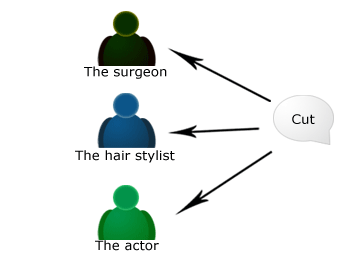 The surgeon
Cut
The hair stylist
The actor